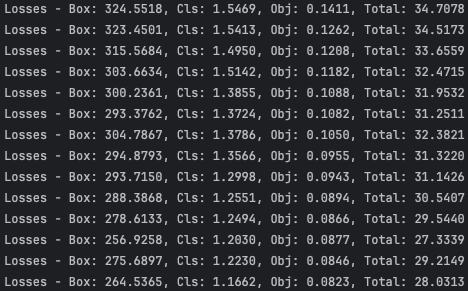 Losses - Box: 324.5518, Cls: 1.5469, Obj: 0.1411, Total: 34.7078
Losses - Box: 323.4501, Cls: 1.5413, Obj: 0.1262, Total: 34.5173
Losses - Box: 315.5684, Cls: 1.4950, Obj: 0.1208, Total: 33.6559
Losses - Box: 303.6634, Cls: 1.5142, Obj: 0.1182, Total: 32.4715
Losses - Box: 300.2361, Cls: 1.3855, Obj: 0.1088, Total: 31.9532
Losses - Box: 293.3762, Cls: 1.3724, Obj: 0.1082, Total: 31.2511
Losses - Box: 304.7867, Cls: 1.3786, Obj: 0.1050, Total: 32.3821
Losses - Box: 294.8793, Cls: 1.3566, Obj: 0.0955, Total: 31.3220
Losses - Box: 293.7150, Cls: 1.2998, Obj: 0.0943, Total: 31.1426
Losses - Box: 288.3868, Cls: 1.2551, Obj: 0.0894, Total: 30.5407
Losses - Box: 278.6133, Cls: 1.2494, Obj: 0.0866, Total: 29.5440
Losses - Box: 256.9258, Cls: 1.2030, Obj: 0.0877, Total: 27.3339
Losses - Box: 275.6897, Cls: 1.2230, Obj: 0.0846, Total: 29.2149
Losses - Box: 264.5365, Cls: 1.1662, Obj: 0.0823, Total: 28.0313